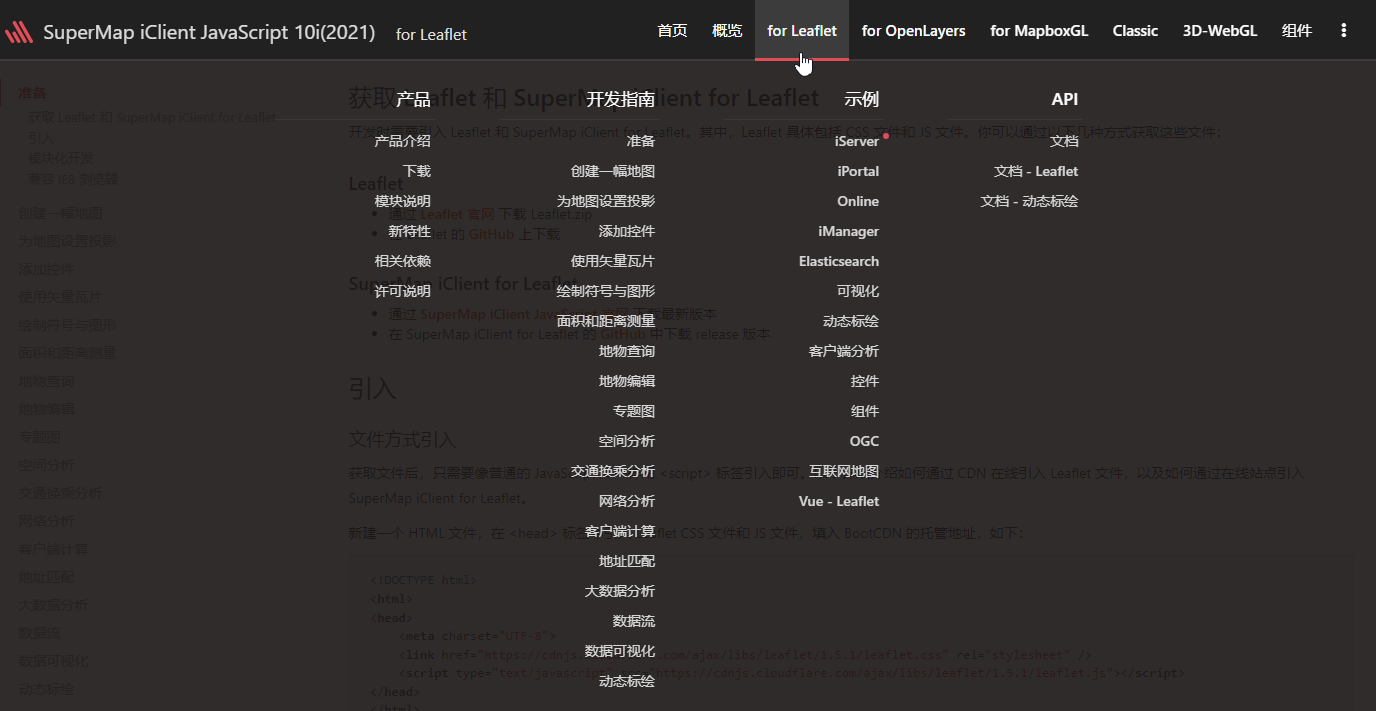 SuperMap iClient JavaScript 10i(2021) for Leaflet 首页 概览 for Leaflet for OpenLayers for MapboxGL Classic 3D-WebGL 组件
产品
产品介绍
下载
模块说明
新特性
相关依赖
许可说明
开发指南
准备
创建一幅地图
为地图设置投影
添加控件
使用矢量瓦片
绘制符号与图形
面积和距离测量
地物查询
地物编辑
专题图
空间分析
交通换乘分析
网络分析
客户端计算
地址匹配
大数据分析
数据流
数据可视化
动态标绘
示例
iServer
iPortal
Online
iManager
Elasticsearch
可视化
动态标绘
客户端分析
控件
组件
OGC
互联网地图
Vue - Leaflet
API
文档
文档 - Leaflet
文档 - 动态标绘
准备
获取 Leaflet 和 SuperMap iClient for Leaflet
引入
模块化开发
兼容 IE8 浏览器
创建一幅地图
为地图设置投影
添加控件
使用矢量瓦片
绘制符号与图形
面积和距离测量
地物查询
地物编辑
专题图
空间分析
交通换乘分析
网络分析
客户端计算
地址匹配
大数据分析
数据流
数据可视化
动态标绘
获取 Leaflet 和 SuperMap iClient for Leaflet
开发时需要引入 Leaflet 和 SuperMap iClient for Leaflet。其中，Leaflet 具体包括 CSS 文件和 JS 文件。你可以通过以下几种方式获取这些文件：
Leaflet
通过 Leaflet 官网 下载 Leaflet.zip
在 Leaflet 的 GitHub 上下载
SuperMap iClient for Leaflet
通过 SuperMap iClient JavaScript 官网 下载最新版本
在 SuperMap iClient for Leaflet 的 GitHub 中下载 release 版本
引入
文件方式引入
获取文件后，只需要像普通的 JavaS <script> 标签引入即可。 绍如何通过 CDN 在线引入 Leaflet 文件，以及如何通过在线站点引入
SuperMap iClient for Leaflet。
新建一个 HTML 文件，在 <head> 标签 Leaflet CSS 文件和 JS 文件，填入 BootCDN 的托管地址，如下：
<!DOCTYPE html>
<html>
<head>
<meta charset="UTF-8">
<link href="https://cdnjs. .com/ajax/libs/leaflet/1.5.1/leaflet.css" rel="stylesheet" />
<script type="text/javascript" src="https://cdnjs.cloudflare.com/ajax/libs/leaflet/1.5.1/leaflet.js"></script>
</head>
</html>